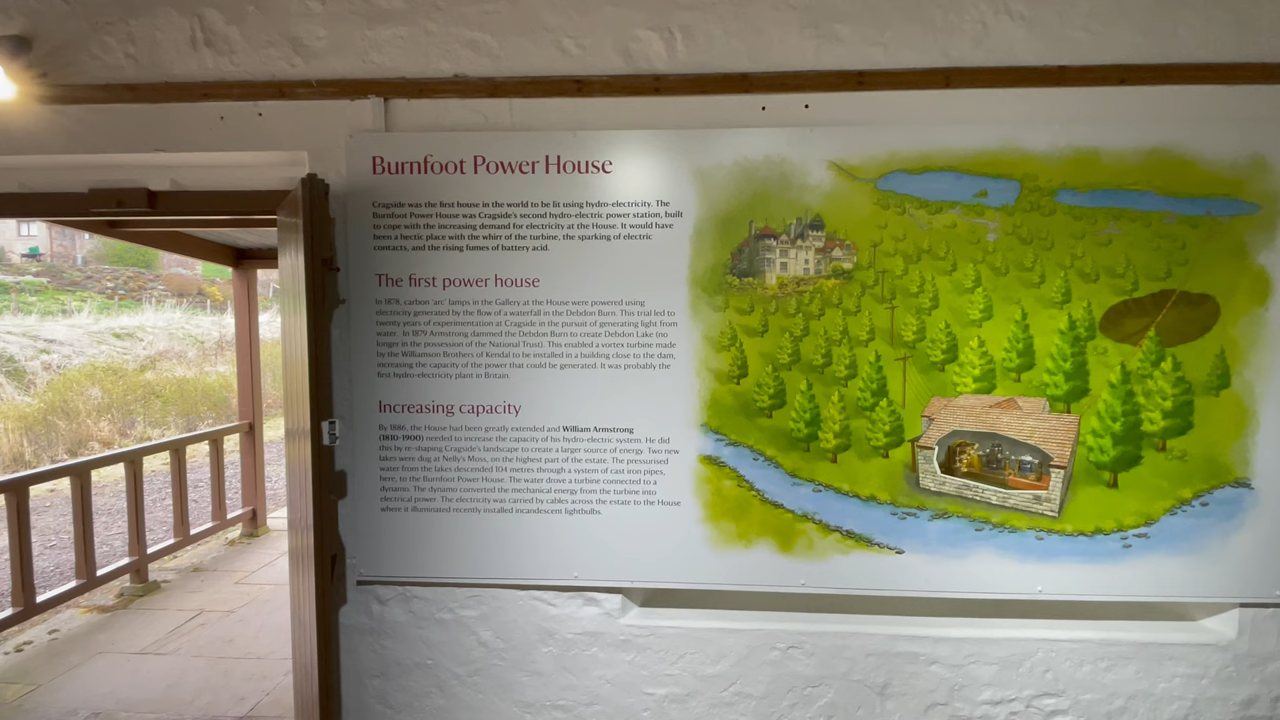 Burnfoot Power House
Cragside was the first house in the world to be lit using hydro-electricity. The
Burnfoot Power House was Cragside's second hydro-electric power station, built
to cope with the increasing demand for electricity at the House. It would have
been a hectic place with the whirr of the turbine, the sparking of electric
contacts, and the rising fumes of battery acid.
The first power house
In 1878, carbon 'arc' lamps in the Gallery at the House were powered using
electricity generated by the flow of a waterfall in the Debdon Burn. This trial led to
twenty years of experimentation at Cragside in the pursuit of generating light from
water. In 1879 Armstrong dammed the Debdon Burn to create Debdon Lake (no
longer in the possession of the National Trust). This enabled a vortex turbine made
by the Williamson Brothers of Kendal to be installed in a building close to the dam,
increasing the capacity of the power that could be generated. It was probably the
first hydro-electricity plant in Britain.
Increasing capacity
By 1886, the House had been greatly extended and William Armstrong
(1810-1900) needed to increase the capacity of his hydro-electric system. He did
this by re-shaping Cragside's landscape to create a larger source of energy. Two new
lakes were dug at Nelly's Moss, on the highest part of the estate. The pressurised
water from the lakes descended 104 metres through a system of cast iron pipes,
here, to the Burnfoot Power House. The water drove a turbine connected to a
dynamo. The dynamo converted the mechanical energy from the turbine into
electrical power. The electricity was carried by cables across the estate to the House
where it illuminated recently installed incandescent lightbulbs.